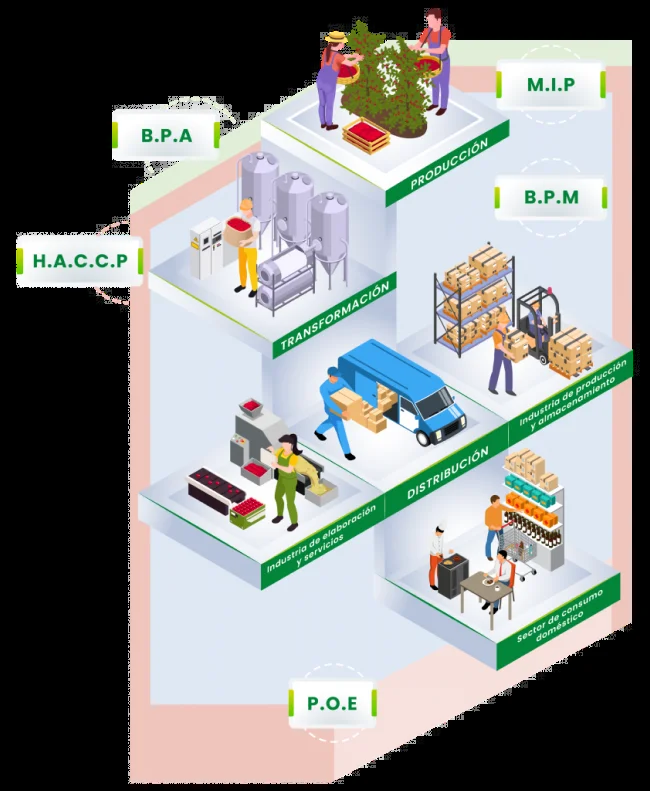 M.I.P
B.P.A
PRODUCCIÓN
B.P.M
H.A.C.C.P
TRANSFORMACIÓN
Industria de producción
y almacenamiento
DISTRIBUCIÓN
Industria de elaboración
y servicios
Sector de consumo
doméstico
P.O.E